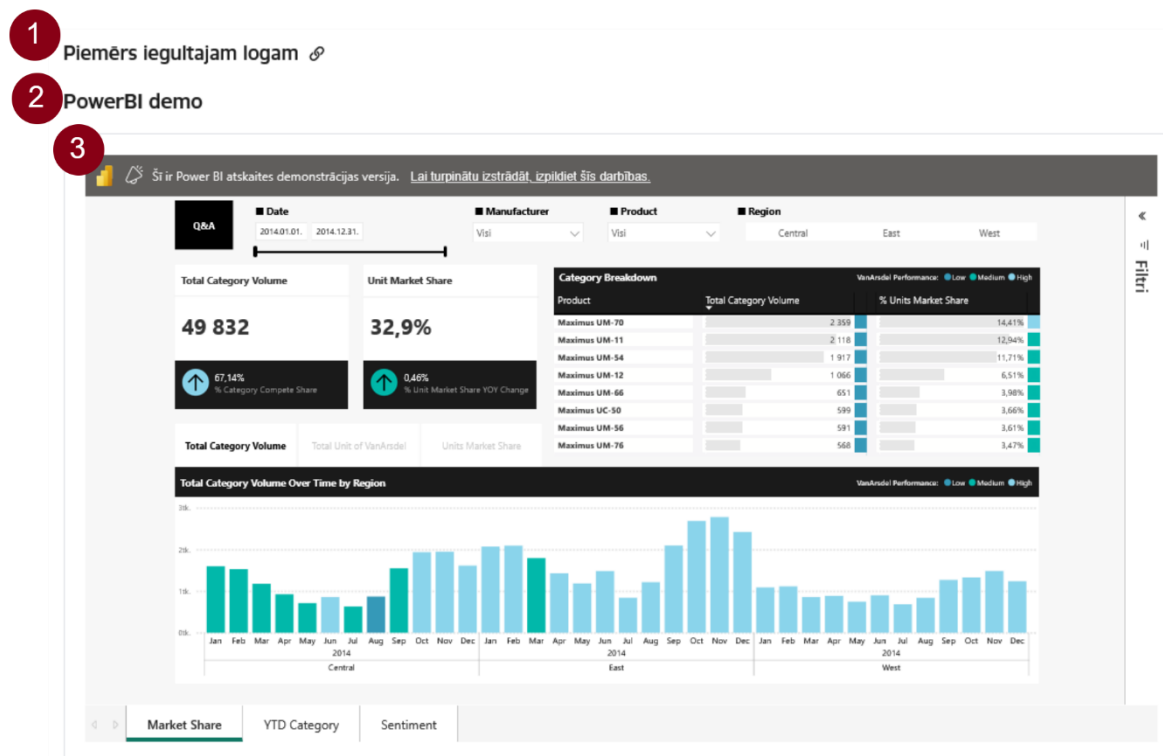 1
Piemērs iegultajam logam
2
PowerBI demo
3
Šī ir Power BI atskaites demonstrācijas versija. Lai turpinātu izstrādāt, izpildiet šīs darbības.
Q&A
Date
2014.01.01. 2014.12.31.
Manufacturer
Visi
Product
Visi
Region
Central East West
Filtri
Total Category Volume
49 832
67,14%
% Category Compete Share
Unit Market Share
32,9%
0,46%
% Unit Market Share YOY Change
Category Breakdown VanArsdel Performance: Low Medium High
Product Total Category Volume % Units Market Share
Maximus UM-70 2 359 14,41%
Maximus UM-11 2 118 12,94%
Maximus UM-54 1 917 11,71%
Maximus UM-12 1 066 6,51%
Maximus UM-66 651 3,98%
Maximus UC-50 599 3,66%
Maximus UM-56 591 3,61%
Maximus UM-76 568 3,47%
Total Category Volume Total Unit of VanArsdel Units Market Share
Total Category Volume Over Time by Region VanArsdel Performance: Low Medium High
3tk.
2tk.
1tk.
0tk.
Jan Feb Mar Apr May Jun Jul Aug Sep Oct Nov Dec Jan Feb Mar Apr May Jun Jul Aug Sep Oct Nov Dec Jan Feb Mar Apr May Jun Jul Aug Sep Oct Nov Dec
2014 2014 2014
Central East West
Market Share YTD Category Sentiment